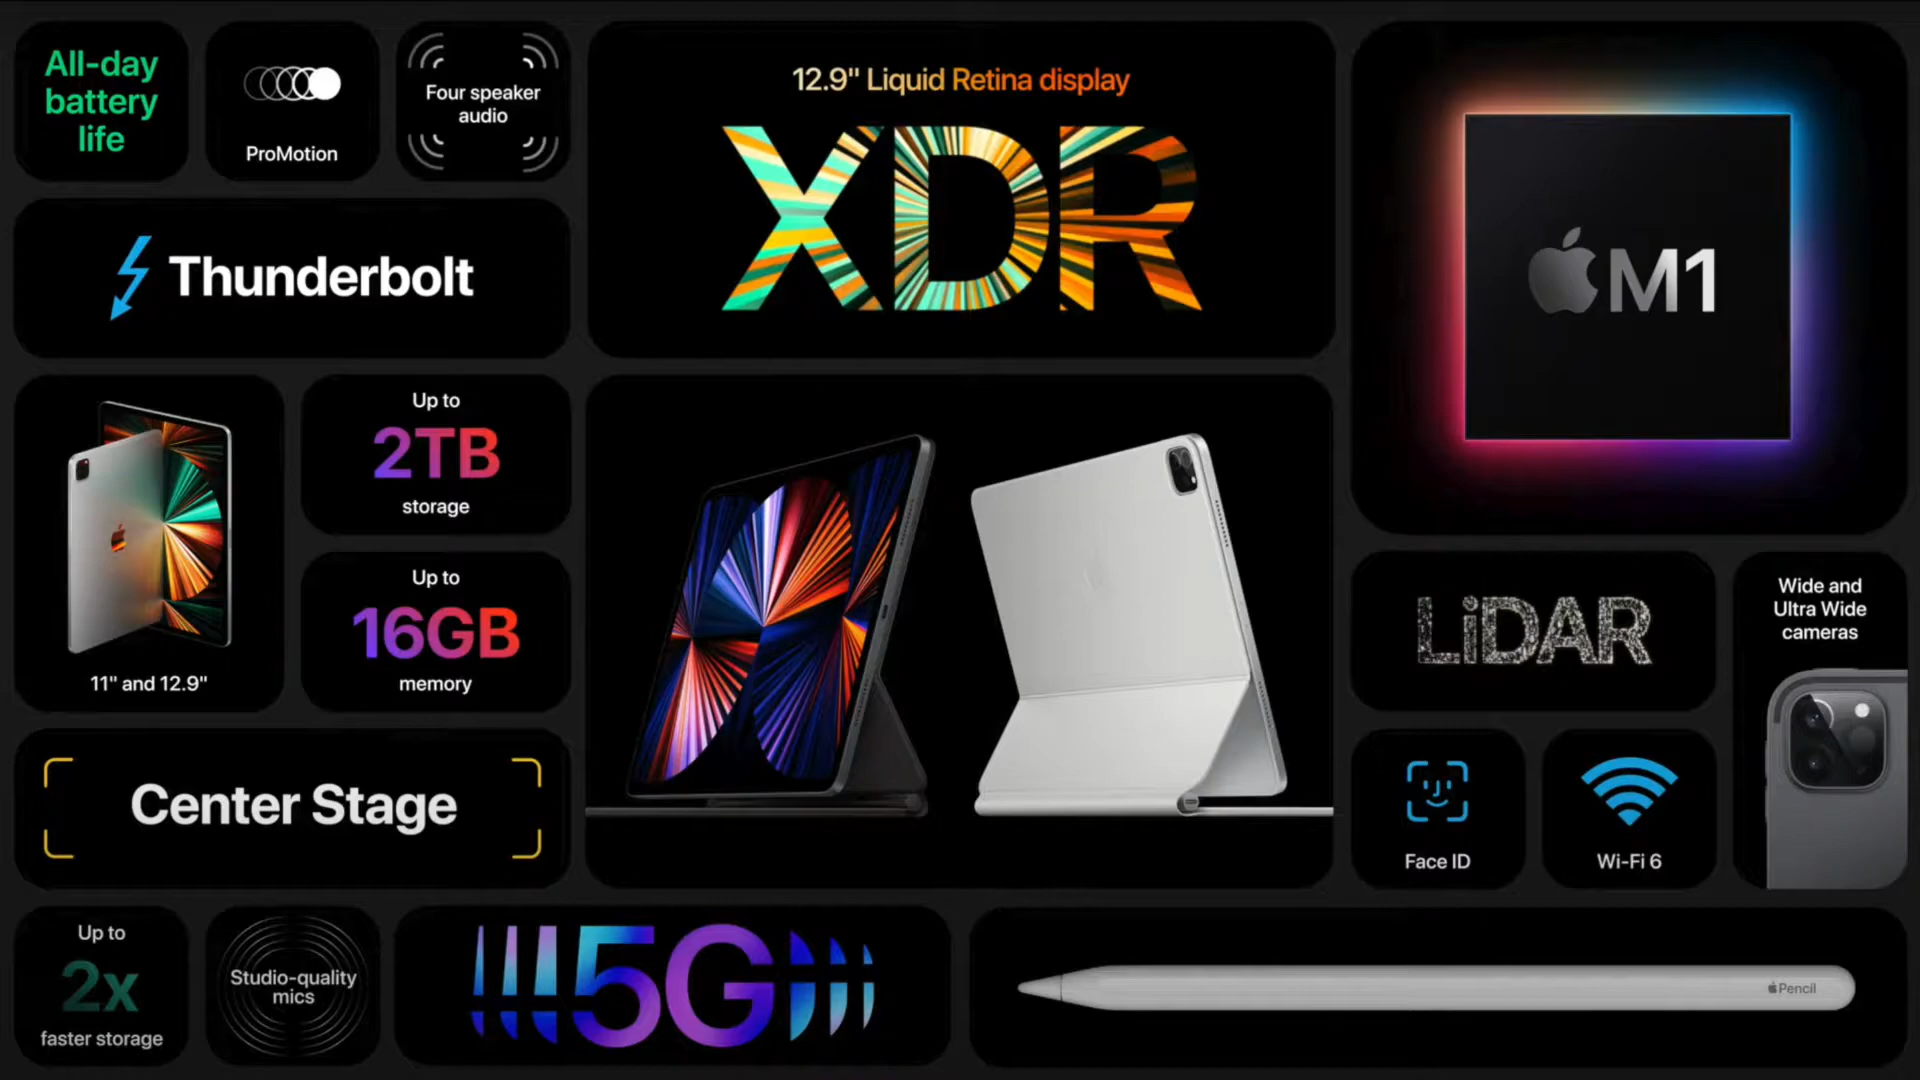 All-day
battery
life
ProMotion
Four speaker
audio
12.9" Liquid Retina display
XDR
M1
Thunderbolt
11" and 12.9"
Up to
2TB
storage
Up to
16GB
memory
LiDAR
Wide and
Ultra Wide
cameras
Center Stage
Face ID
Wi-Fi 6
Up to
2x
faster storage
Studio-quality
mics
5G
Pencil